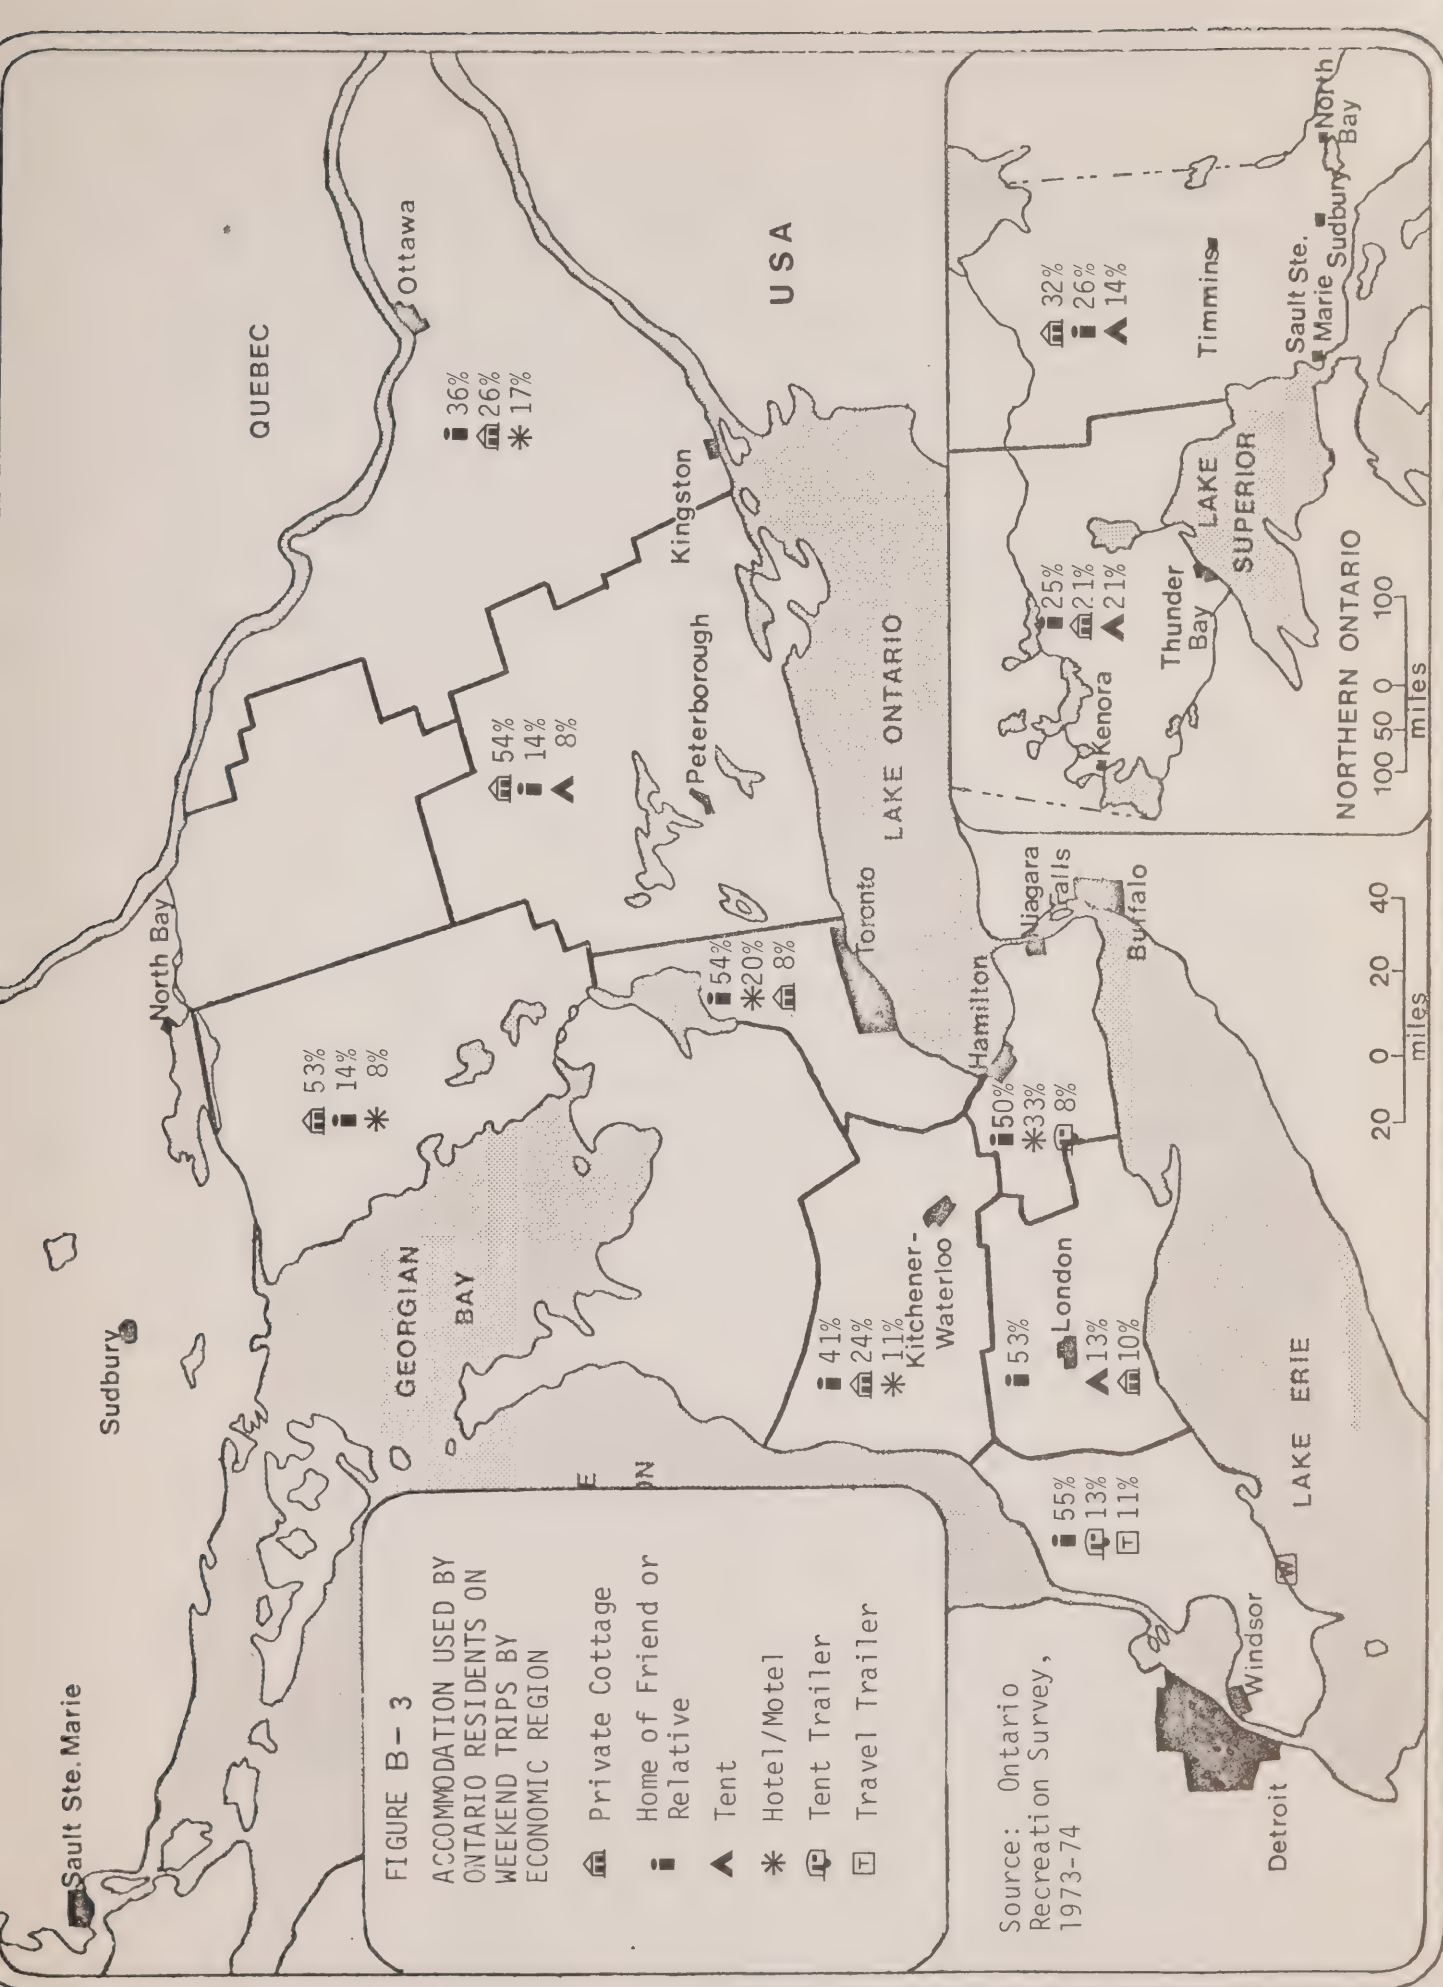 FIGURE B-3
ACCOMMODATION USED BY
ONTARIO RESIDENTS ON
WEEKEND TRIPS BY
ECONOMIC REGION
Private Cottage
Home of Friend or
Relative
Tent
Hotel/Motel
Tent Trailer
T Travel Trailer
Source: Ontario
Recreation Survey,
1973-74
Sault Ste. Marie
Sudbury
North Bay
QUEBEC
Ottawa
53%
14%
8%
36%
26%
17%
GEORGIAN
BAY
54%
14%
8%
E
ON
Peterborough
Kingston
USA
54%
20%
8%
Toronto
LAKE ONTARIO
41%
24%
11%
Kitchener-
Waterloo
Hamilton
50%
33%
8%
Niagara
Falls
Buffalo
53%
London
13%
10%
55%
13%
T 11%
W
Windsor
Detroit
LAKE ERIE
20 0 20 40
miles
32%
26%
14%
25%
21%
21%
Kenora
Thunder
Bay
LAKE
SUPERIOR
Timmins
Sault Ste.
Marie
Sudbury
North
Bay
NORTHERN ONTARIO
100 50 0 100
miles